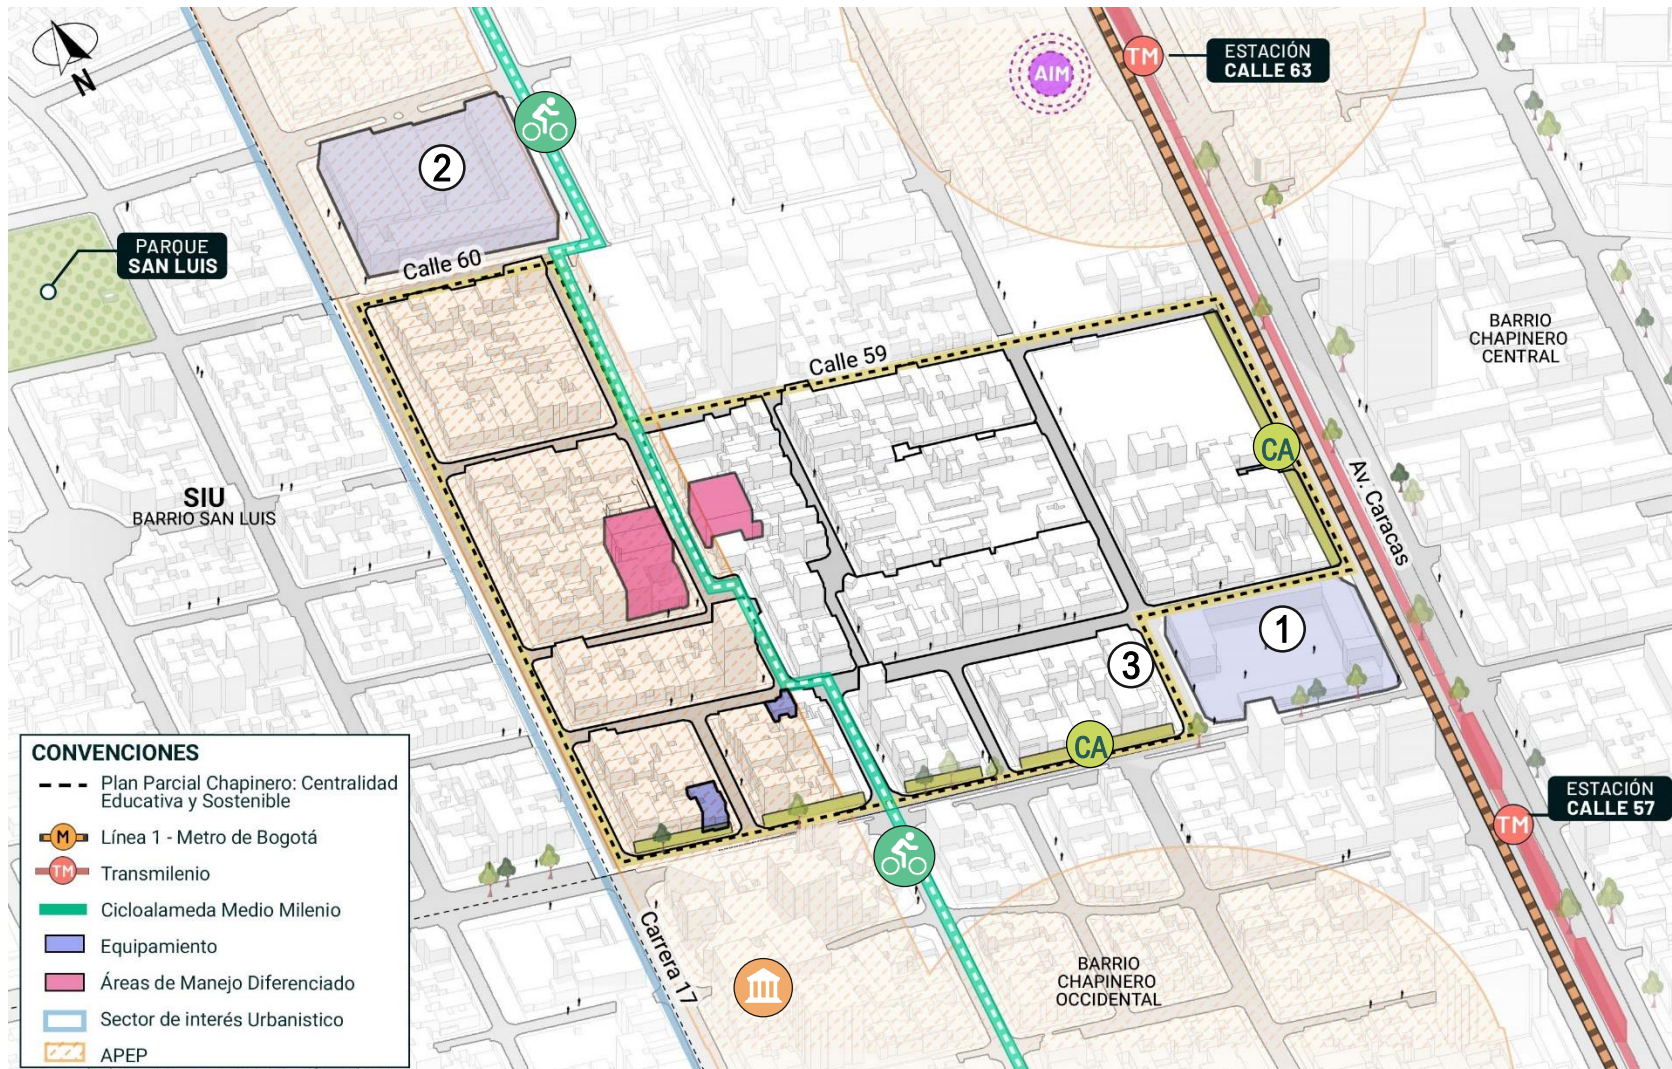 N
TM
ESTACIÓN
CALLE 63
AIM
2
PARQUE
SAN LUIS
Calle 60
Calle 59
BARRIO
CHAPINERO
CENTRAL
CA
Av. Caracas
SIU
BARRIO SAN LUIS
1
3
CA
ESTACIÓN
CALLE 57
TM
Carrera 17
BARRIO
CHAPINERO
OCCIDENTAL
CONVENCIONES
Plan Parcial Chapinero: Centralidad
Educativa y Sostenible
M Línea 1 - Metro de Bogotá
TM Transmilenio
Cicloalameda Medio Milenio
Equipamiento
Áreas de Manejo Diferenciado
Sector de interés Urbanistico
APEP